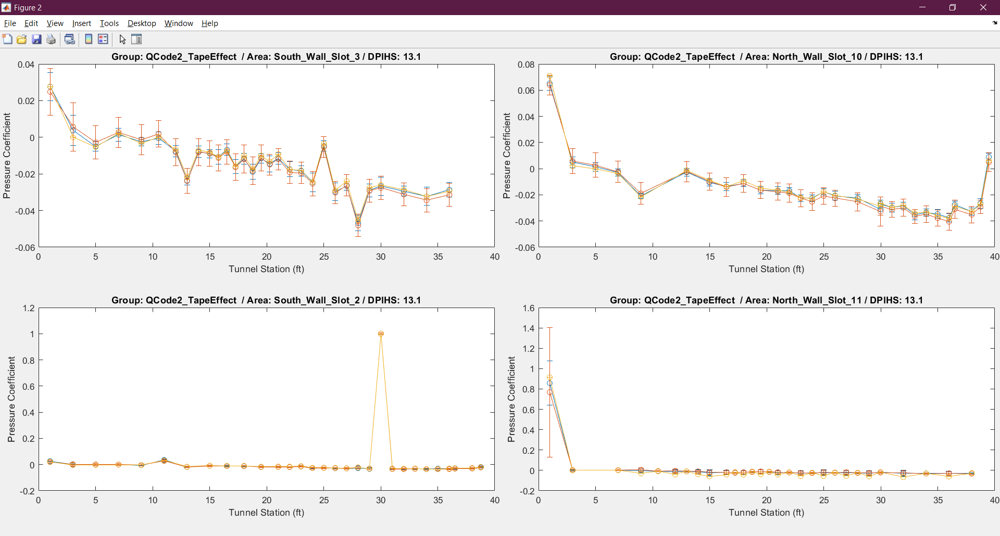 Figure 2
File Edit View Insert Tools Desktop Window Help
Group: QCode2_TapeEffect / Area: South_Wall_Slot_3 / DPIHS: 13.1
0.04
0.02
0
-0.02
-0.04
-0.06
Pressure Coefficient
0 5 10 15 20 25 30 35 40
Tunnel Station (ft)
Group: QCode2_TapeEffect / Area: North_Wall_Slot_10 / DPIHS: 13.1
0.08
0.06
0.04
0.02
0
-0.02
-0.04
-0.06
Pressure Coefficient
0 5 10 15 20 25 30 35 40
Tunnel Station (ft)
Group: QCode2_TapeEffect / Area: South_Wall_Slot_2 / DPIHS: 13.1
1.2
1
0.8
0.6
0.4
0.2
0
-0.2
Pressure Coefficient
0 5 10 15 20 25 30 35 40
Tunnel Station (ft)
Group: QCode2_TapeEffect / Area: North_Wall_Slot_11 / DPIHS: 13.1
1.6
1.4
1.2
1
0.8
0.6
0.4
0.2
0
-0.2
Pressure Coefficient
0 5 10 15 20 25 30 35 40
Tunnel Station (ft)